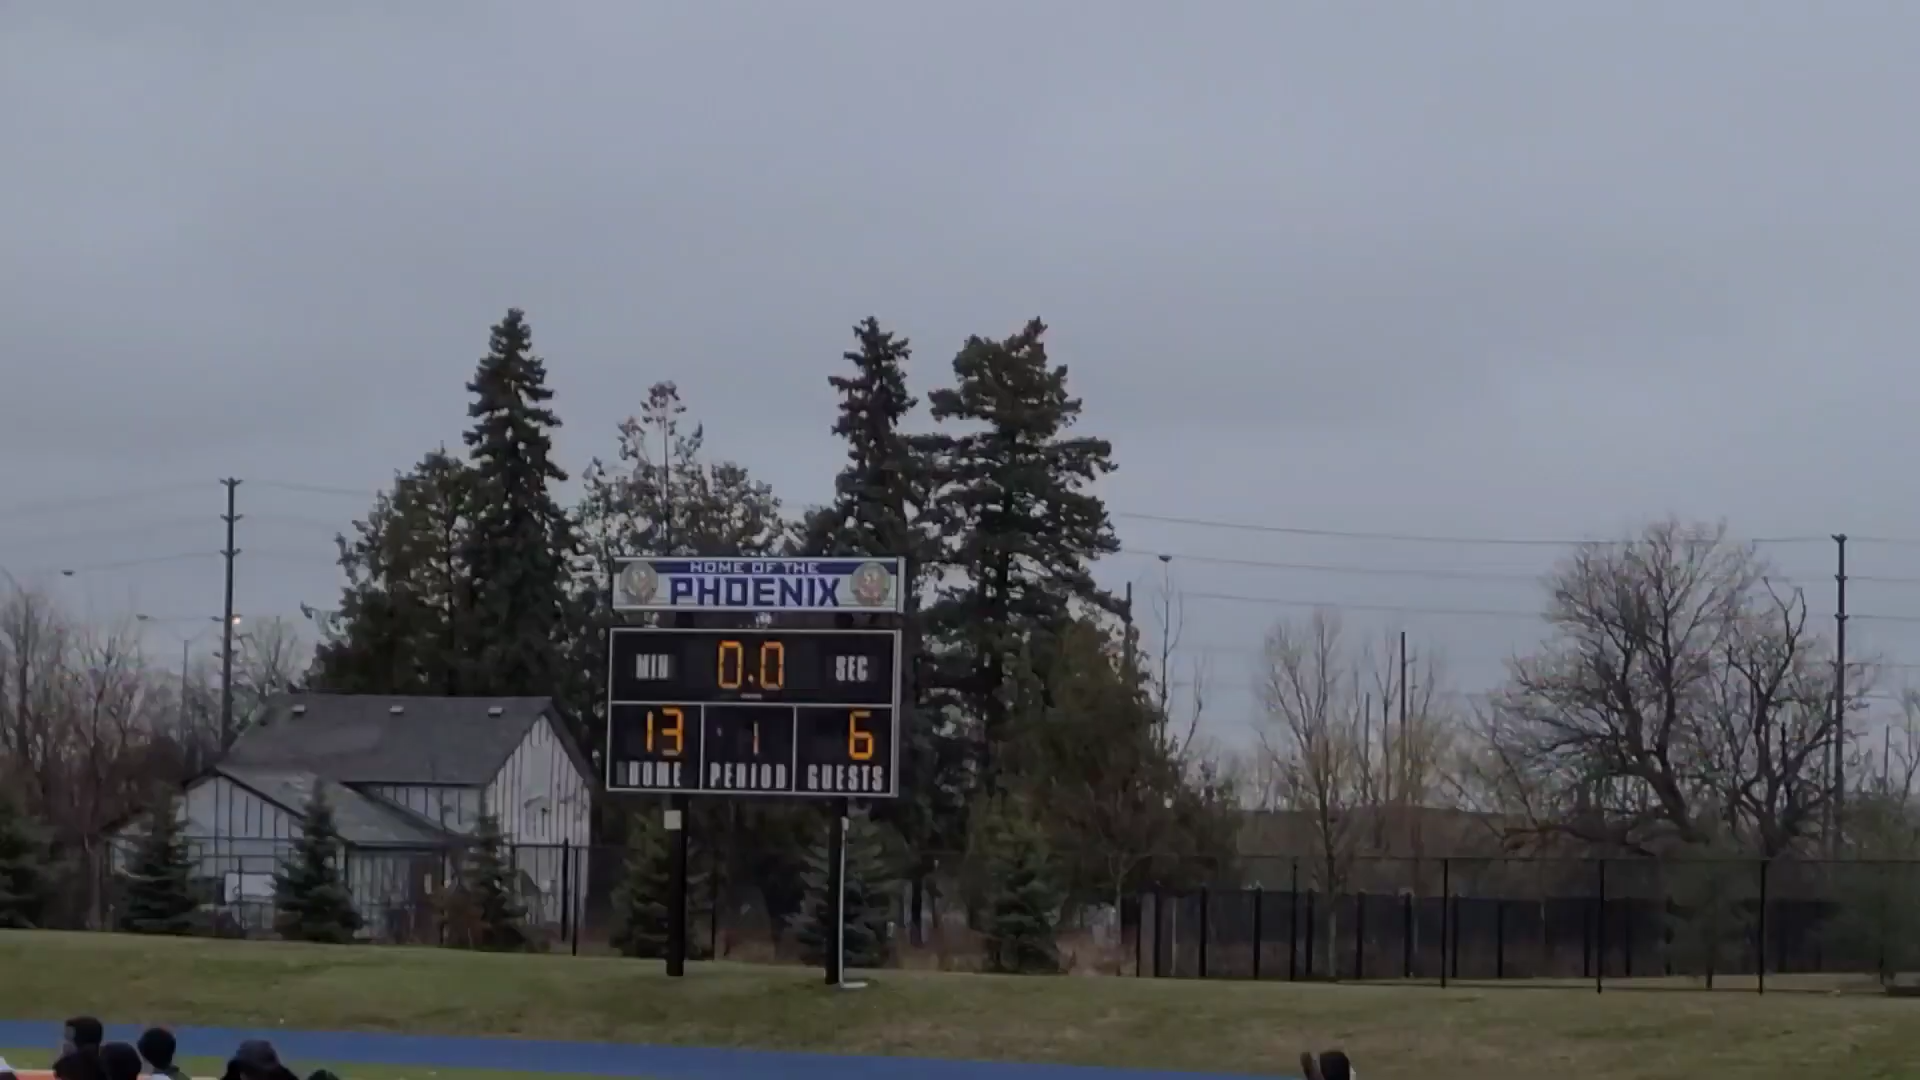 HOME OF THE
PHOENIX
MIN 0.0 SEC
13 1 6
HOME PERIOD GUESTS